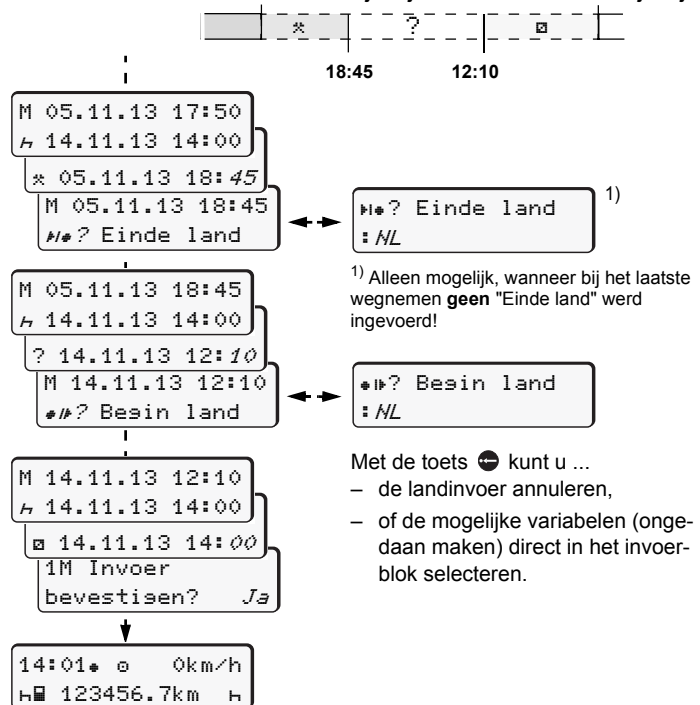 ?
18:45 12:10
M 05.11.13 17:50
14.11.13 14:00
05.11.13 18:45
M 05.11.13 18:45
? Einde land
? Einde land
:NL
1)
1) Alleen mogelijk, wanneer bij het laatste
wegnemen geen "Einde land" werd
ingevoerd!
M 05.11.13 18:45
14.11.13 14:00
? 14.11.13 12:10
M 14.11.13 12:10
? Begin land
? Begin land
:NL
Met de toets kunt u ...
– de landinvoer annuleren,
– of de mogelijke variabelen (onge-
daan maken) direct in het invoer-
blok selecteren.
M 14.11.13 12:10
14.11.13 14:00
14.11.13 14:00
1M Invoer
bevestigen? Ja
14:01 0km/h
123456.7km